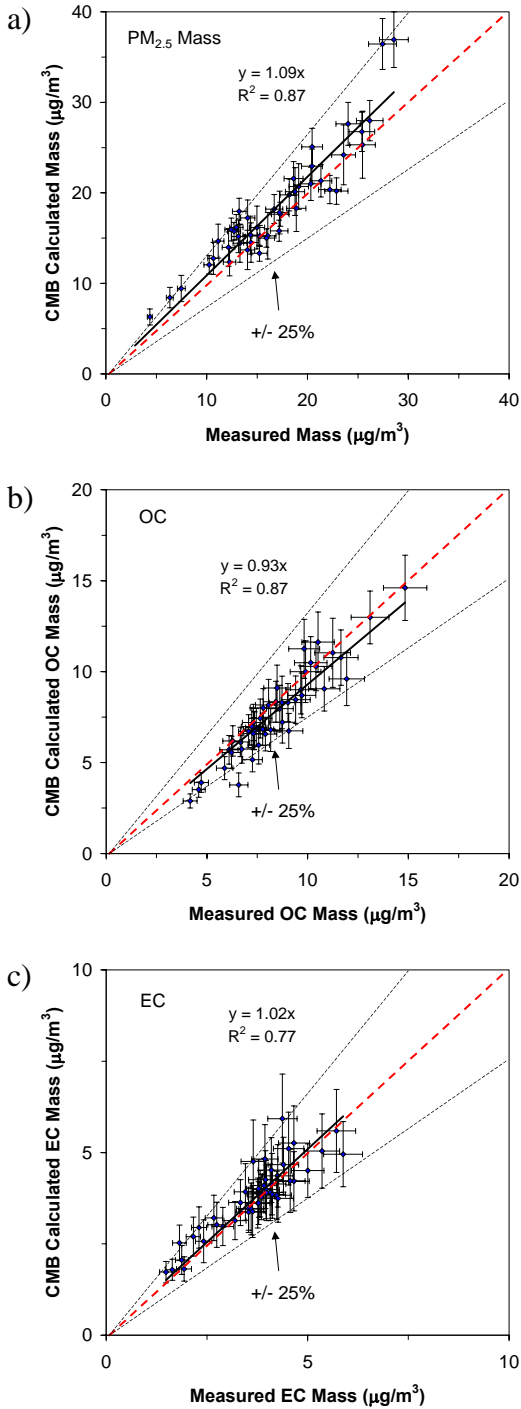 a)
PM2.5 Mass
y = 1.09x
R² = 0.87
+/- 25%
CMB Calculated Mass (µg/m³)
40
30
20
10
0
0 10 20 30 40
Measured Mass (µg/m³)
b)
OC
y = 0.93x
R² = 0.87
+/- 25%
CMB Calculated OC Mass (µg/m³)
20
15
10
5
0
0 5 10 15 20
Measured OC Mass (µg/m³)
c)
EC
y = 1.02x
R² = 0.77
+/- 25%
CMB Calculated EC Mass (µg/m³)
10
5
0
0 5 10
Measured EC Mass (µg/m³)